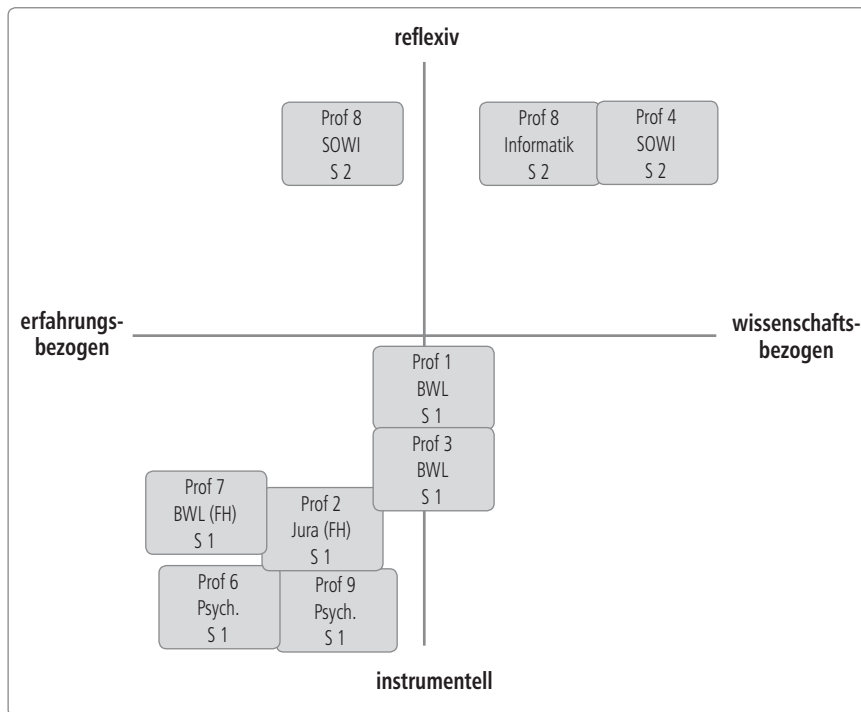 reflexiv
Prof 8
SOWI
S 2
Prof 8
Informatik
S 2
Prof 4
SOWI
S 2
erfahrungs-
bezogen
wissenschafts-
bezogen
Prof 1
BWL
S 1
Prof 3
BWL
S 1
Prof 7
BWL (FH)
S 1
Prof 2
Jura (FH)
S 1
Prof 6
Psych.
S 1
Prof 9
Psych.
S 1
instrumentell